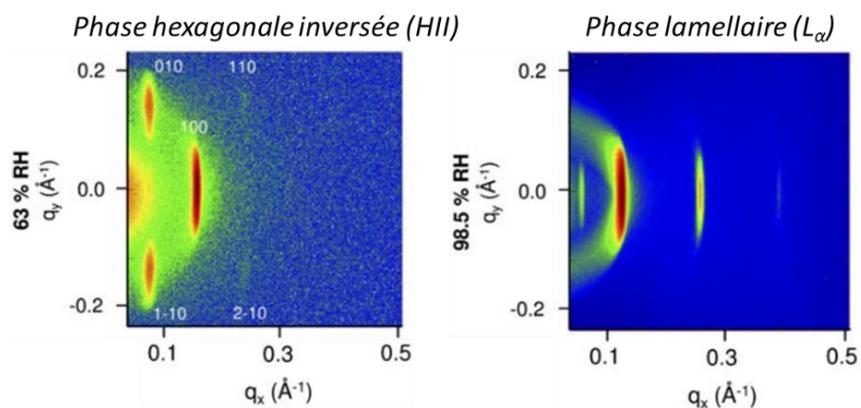 Phase hexagonale inversée (HII)
Phase lamellaire (Lα)
63 % RH
qy (Å-1)
0.2
0.0
-0.2
010
110
100
1-10
2-10
0.1
0.3
0.5
qx (Å-1)
98.5 % RH
qy (Å-1)
0.2
0.0
-0.2
0.1
0.3
0.5
qx (Å-1)